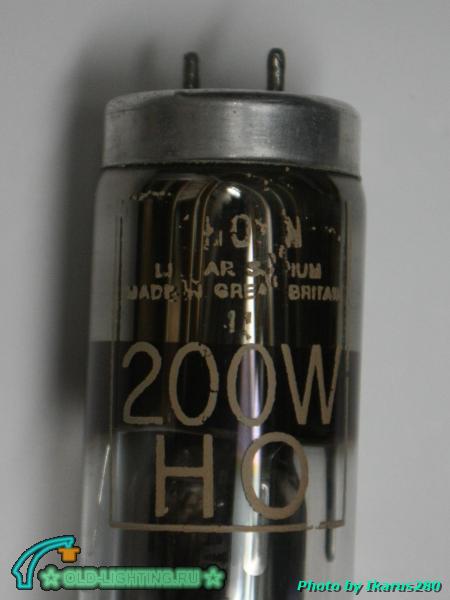 MADE IN GREAT BRITAIN
200W
HO
OLD-LIGHTING.RU
Photo by Ikarus280